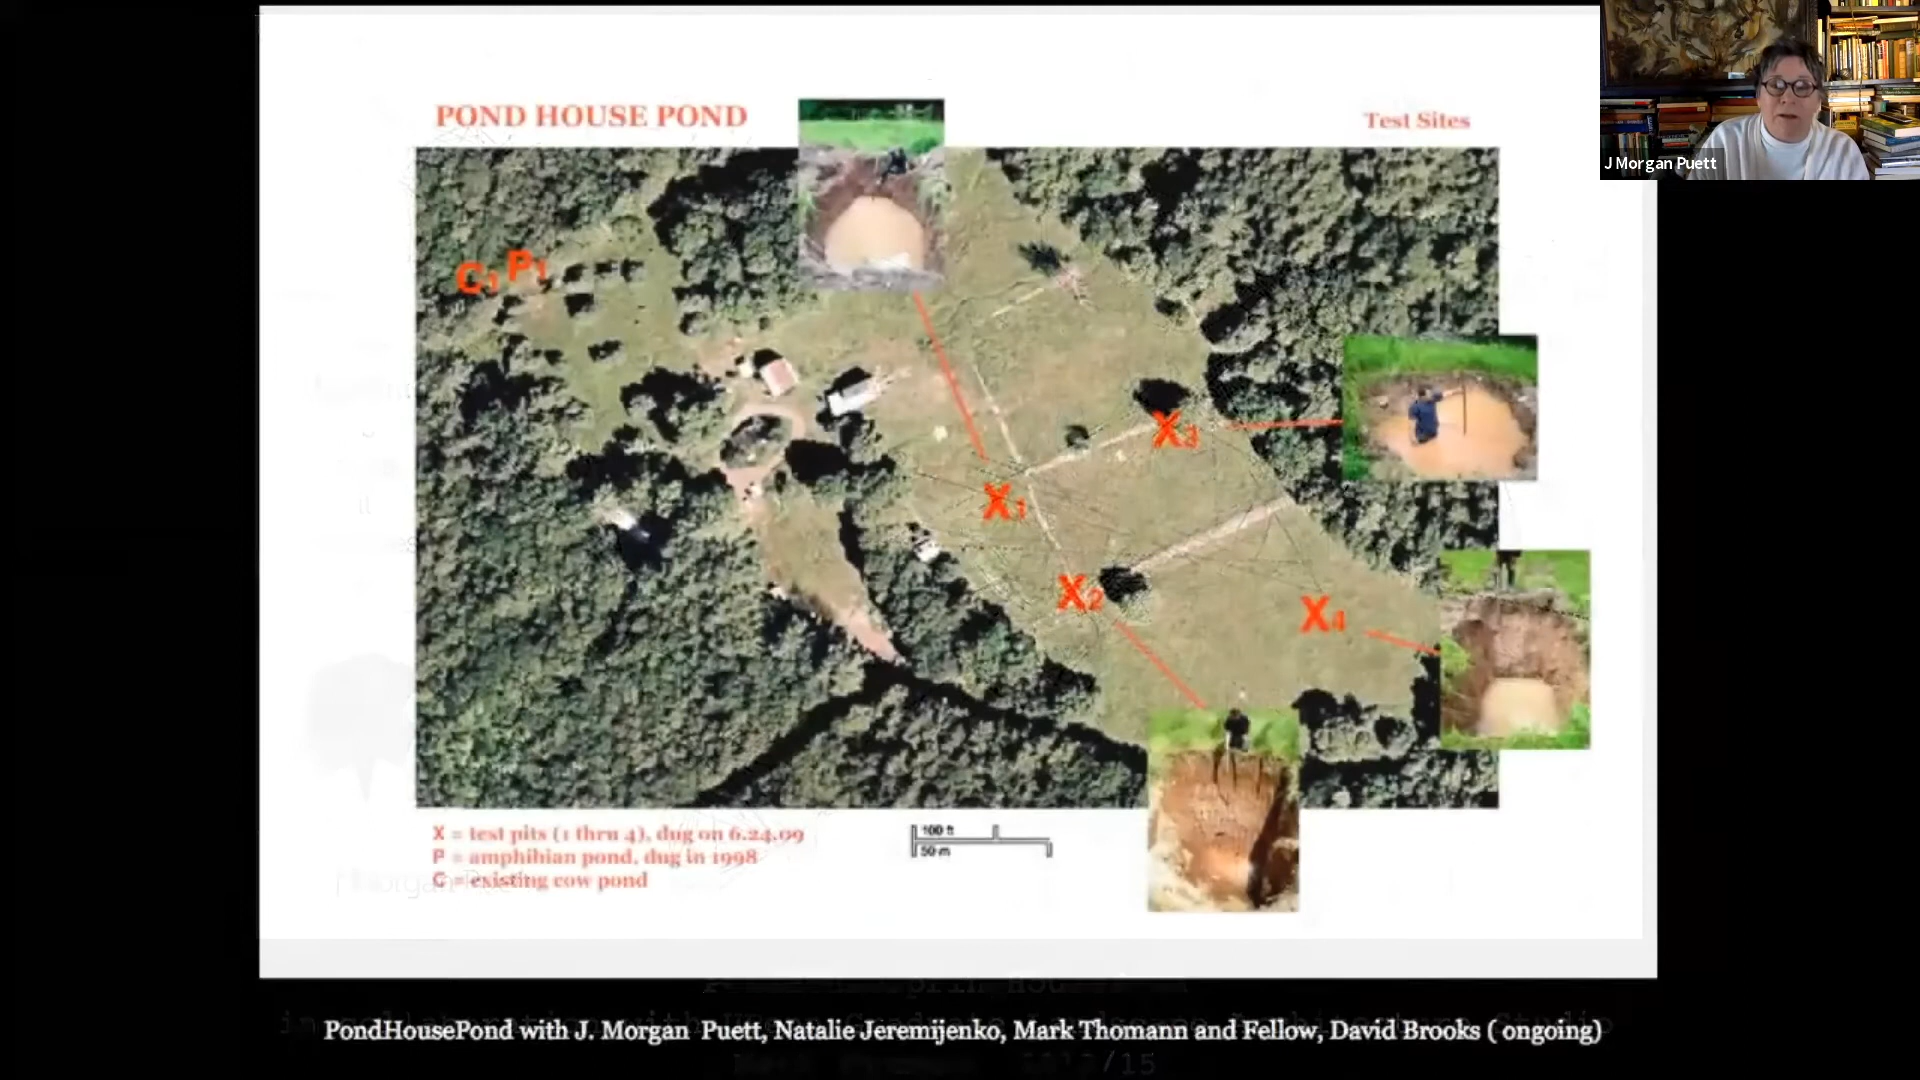 POND HOUSE POND
Test Sites
J Morgan Puett
C1 P1
X3
X1
X2
X4
X = test pits (1 thru 4), dug on 6.24.09
P = amphibian pond, dug in 1998
C = existing cow pond
100 ft
50 m
PondHousePond with J. Morgan Puett, Natalie Jeremijenko, Mark Thomann and Fellow, David Brooks ( ongoing)